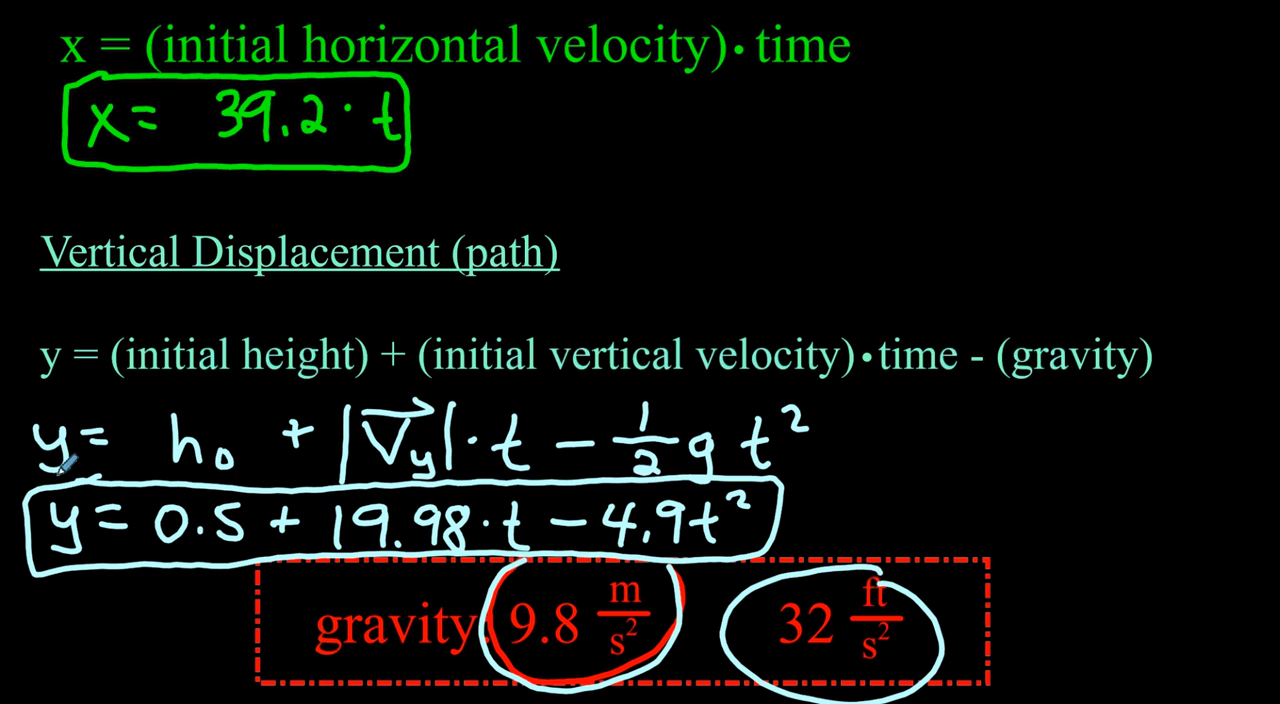 x = (initial horizontal velocity)•time
x = 39.2 · t
Vertical Displacement (path)
y = (initial height) + (initial vertical velocity)•time - (gravity)
y = h₀ + |V⃗y| · t − ½ g t²
y = 0.5 + 19.98 · t − 4.9t²
gravity: 9.8 m/s² 32 ft/s²